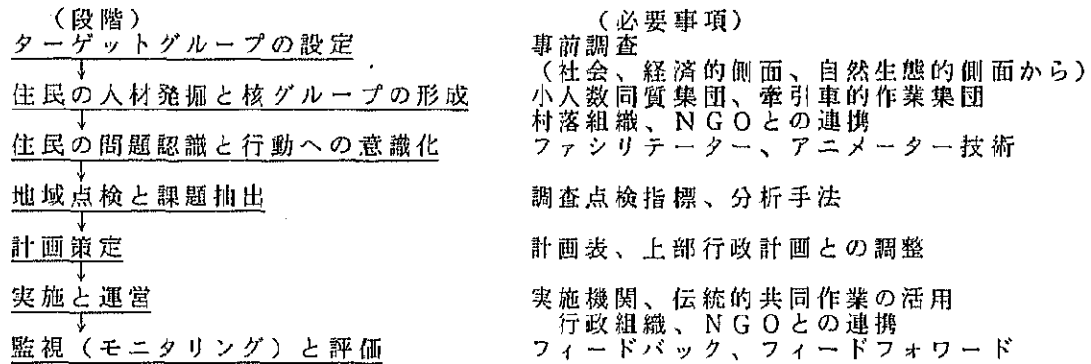 （段階）　（必要事項）
ターゲットグループの設定　事前調査
（社会、経済的側面、自然生態的側面から）
住民の人材発掘と核グループの形成　小人数同質集団、牽引車的作業集団
村落組織、NGOとの連携
住民の問題認識と行動への意識化　ファシリテーター、アニメーター技術
地域点検と課題抽出　調査点検指標、分析手法
計画策定　計画表、上部行政計画との調整
実施と運営　実施機関、伝統的共同作業の活用
行政組織、NGOとの連携
監視（モニタリング）と評価　フィードバック、フィードフォワード